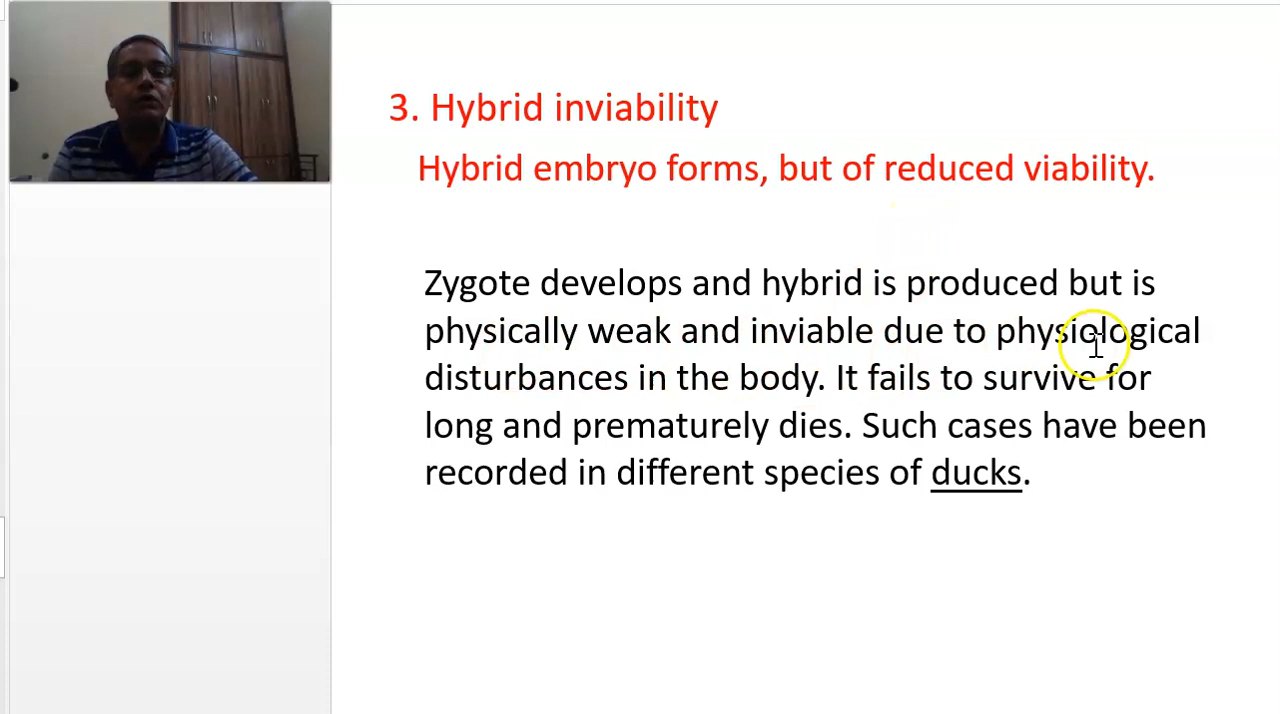 3. Hybrid inviability
Hybrid embryo forms, but of reduced viability.
Zygote develops and hybrid is produced but is
physically weak and inviable due to physiological
disturbances in the body. It fails to survive for
long and prematurely dies. Such cases have been
recorded in different species of ducks.